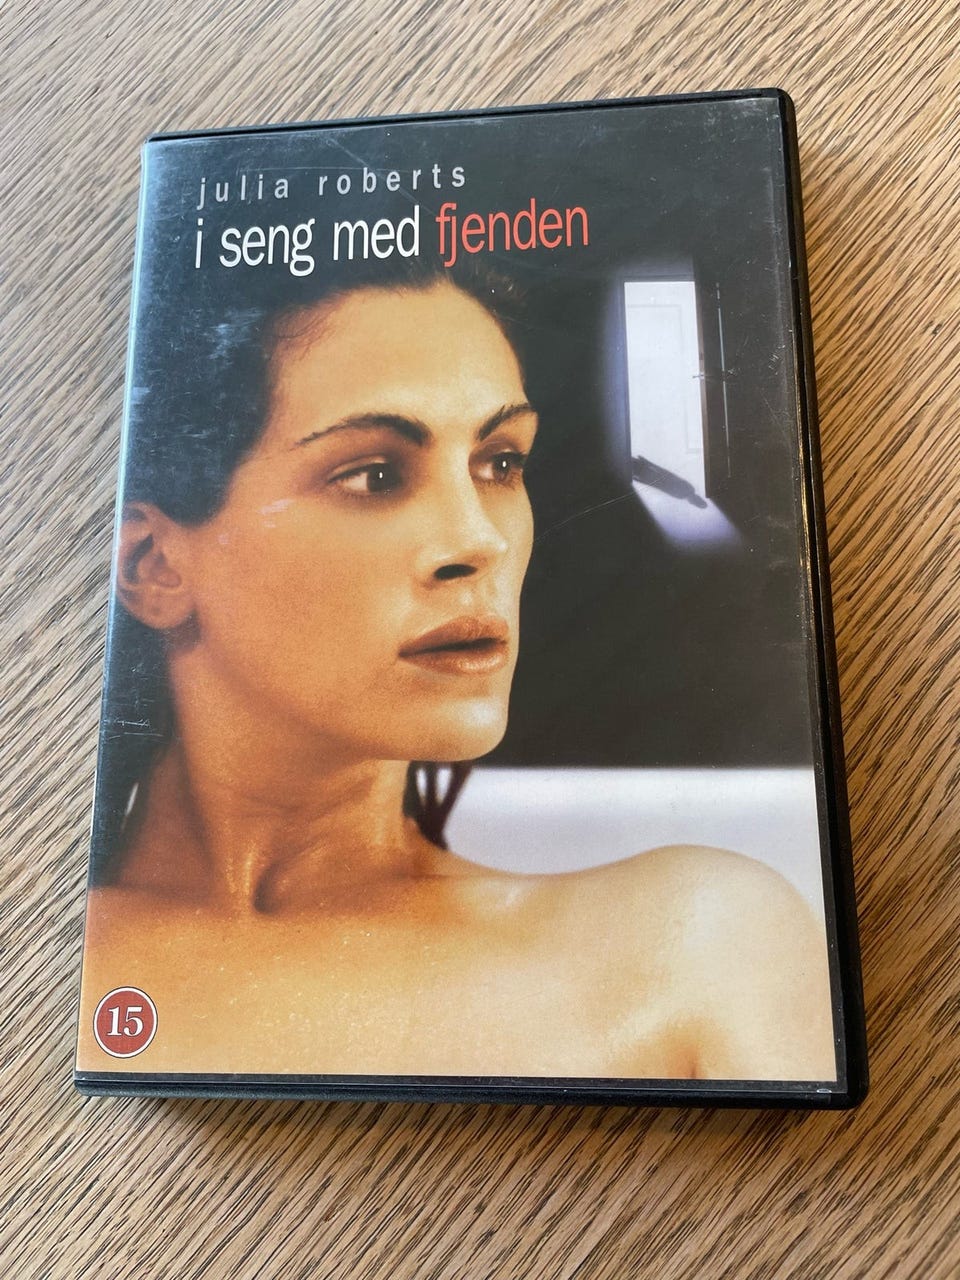 julia roberts
i seng med fjenden
15